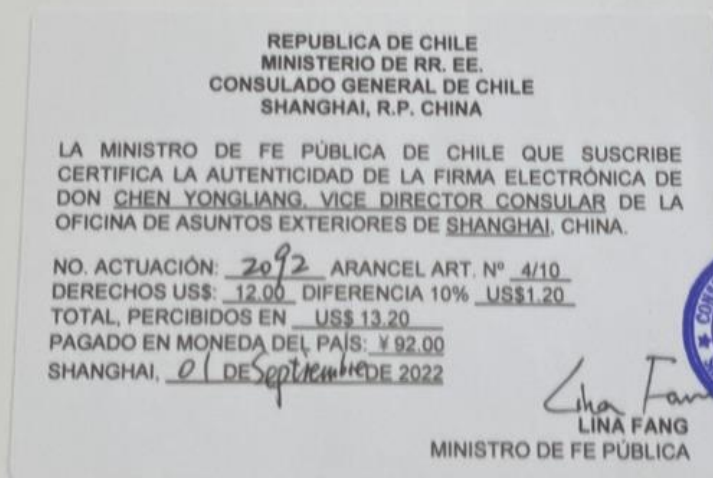 REPUBLICA DE CHILE
MINISTERIO DE RR. EE.
CONSULADO GENERAL DE CHILE
SHANGHAI, R.P. CHINA
LA MINISTRO DE FE PÚBLICA DE CHILE QUE SUSCRIBE
CERTIFICA LA AUTENTICIDAD DE LA FIRMA ELECTRÓNICA DE
DON CHEN YONGLIANG, VICE DIRECTOR CONSULAR DE LA
OFICINA DE ASUNTOS EXTERIORES DE SHANGHAI, CHINA.
NO. ACTUACIÓN: 2092 ARANCEL ART. Nº 4/10
DERECHOS US$: 12.00 DIFERENCIA 10% US$1.20
TOTAL, PERCIBIDOS EN US$ 13.20
PAGADO EN MONEDA DEL PAÍS: ¥ 92.00
SHANGHAI, 01 DE Septiembre DE 2022
Lina Fan
LINA FANG
MINISTRO DE FE PÚBLICA